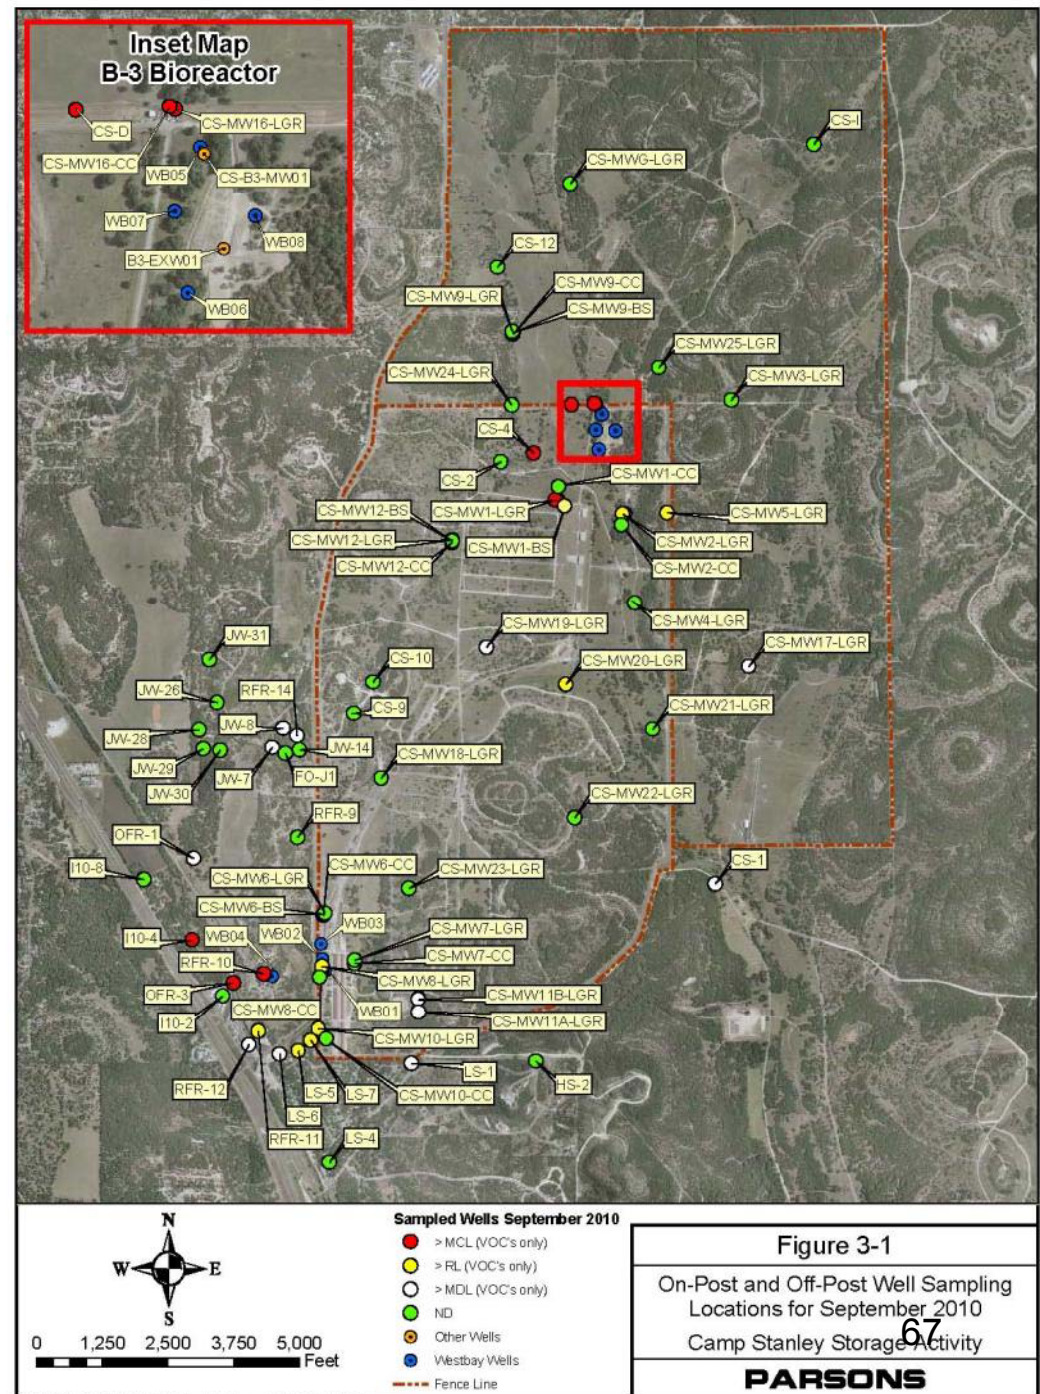 Inset Map
B-3 Bioreactor
CS-D
CS-MW16-LGR
CS-MW16-CC
WB05
CS-B3-MW01
WB07
WB08
B3-EXW01
WB06
CS-I
CS-MWG-LGR
CS-12
CS-MW9-CC
CS-MW9-LGR
CS-MW9-BS
CS-MW25-LGR
CS-MW24-LGR
CS-MW3-LGR
CS-4
CS-2
CS-MW1-CC
CS-MW12-BS
CS-MW1-LGR
CS-MW5-LGR
CS-MW12-LGR
CS-MW1-BS
CS-MW2-LGR
CS-MW12-CC
CS-MW2-CC
CS-MW4-LGR
JW-31
CS-MW19-LGR
CS-MW17-LGR
CS-10
CS-MW20-LGR
JW-26
RFR-14
CS-9
CS-MW21-LGR
JW-28
JW-8
JW-29
JW-14
CS-MW18-LGR
JW-7
FO-J1
JW-30
CS-MW22-LGR
RFR-9
OFR-1
CS-MW6-CC
CS-MW23-LGR
CS-1
I10-8
CS-MW6-LGR
CS-MW6-BS
WB03
CS-MW7-LGR
I10-4
WB04
WB02
CS-MW7-CC
RFR-10
CS-MW8-LGR
OFR-3
CS-MW11B-LGR
CS-MW8-CC
WB01
I10-2
CS-MW11A-LGR
CS-MW10-LGR
LS-1
HS-2
RFR-12
LS-5
LS-7
CS-MW10-CC
LS-6
RFR-11
LS-4
N
W
E
S
0 1,250 2,500 3,750 5,000
Feet
Sampled Wells September 2010
> MCL (VOC's only)
> RL (VOC's only)
> MDL (VOC's only)
ND
Other Wells
Westbay Wells
Fence Line
Figure 3-1
On-Post and Off-Post Well Sampling
Locations for September 2010
Camp Stanley Storage Activity
67
PARSONS